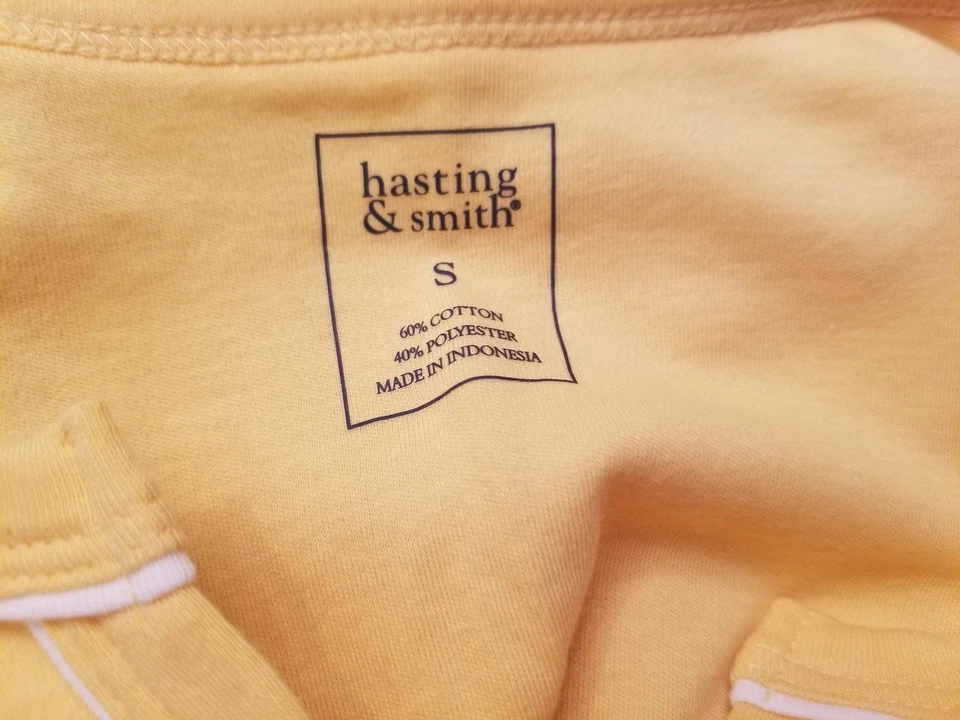 hasting
& smith®
S
60% COTTON
40% POLYESTER
MADE IN INDONESIA